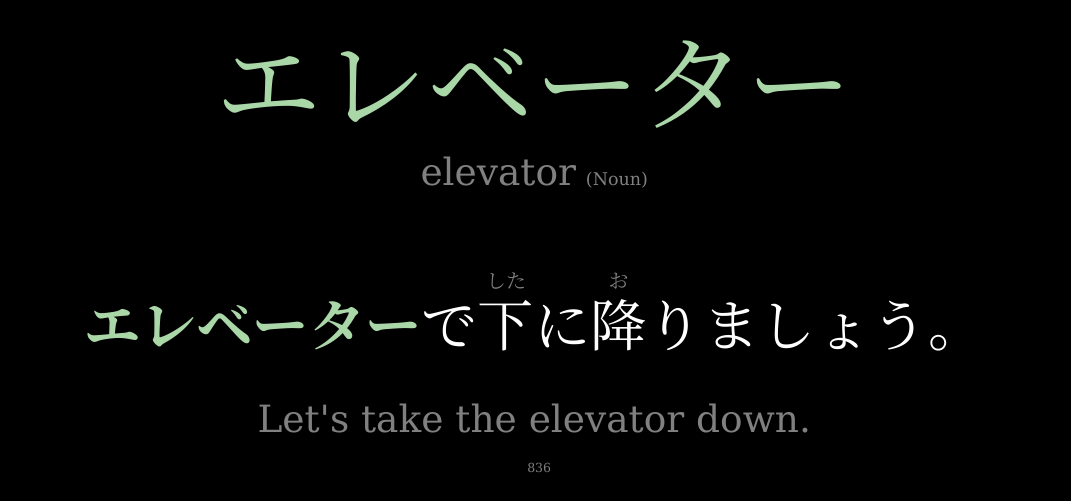 エレベーター
elevator (Noun)
した お
エレベーターで下に降りましょう。
Let's take the elevator down.
836